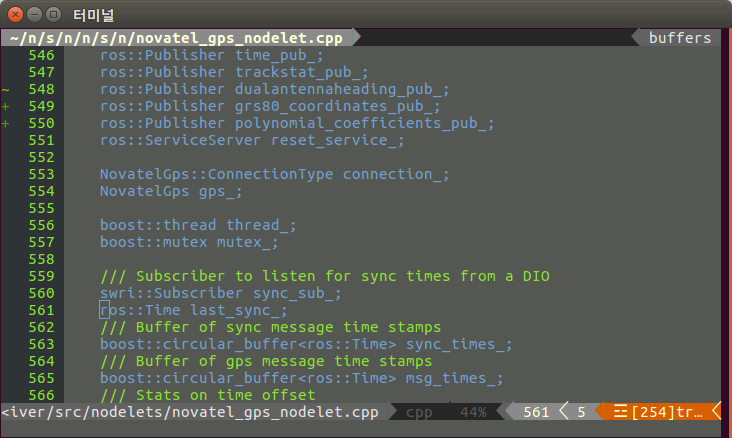 터미널
~/n/s/n/n/s/n/novatel_gps_nodelet.cpp buffers
546 ros::Publisher time_pub_;
547 ros::Publisher trackstat_pub_;
~ 548 ros::Publisher dualantennaheading_pub_;
+ 549 ros::Publisher grs80_coordinates_pub_;
+ 550 ros::Publisher polynomial_coefficients_pub_;
551 ros::ServiceServer reset_service_;
552
553 NovatelGps::ConnectionType connection_;
554 NovatelGps gps_;
555
556 boost::thread thread_;
557 boost::mutex mutex_;
558
559 /// Subscriber to listen for sync times from a DIO
560 swri::Subscriber sync_sub_;
561 ros::Time last_sync_;
562 /// Buffer of sync message time stamps
563 boost::circular_buffer<ros::Time> sync_times_;
564 /// Buffer of gps message time stamps
565 boost::circular_buffer<ros::Time> msg_times_;
566 /// Stats on time offset
<iver/src/nodelets/novatel_gps_nodelet.cpp cpp 44% 561 5 ☲[254]tr…